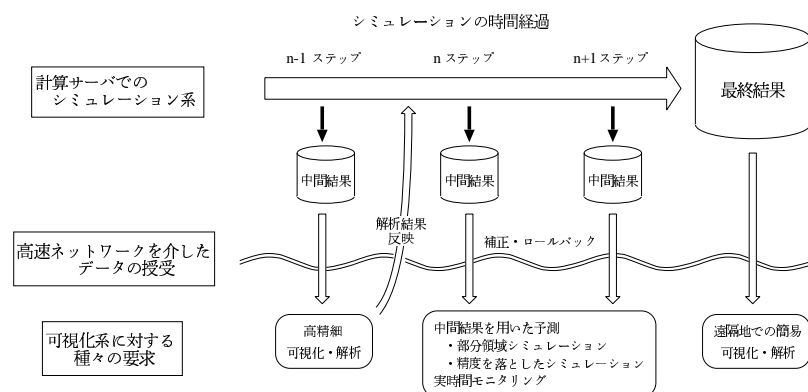 シミュレーションの時間経過
n-1 ステップ
n ステップ
n+1 ステップ
計算サーバでの
シミュレーション系
最終結果
中間結果
中間結果
中間結果
解析結果
反映
補正・ロールバック
高速ネットワークを介した
データの授受
可視化系に対する
種々の要求
高精細
可視化・解析
中間結果を用いた予測
・部分領域シミュレーション
・精度を落としたシミュレーション
実時間モニタリング
遠隔地での簡易
可視化・解析